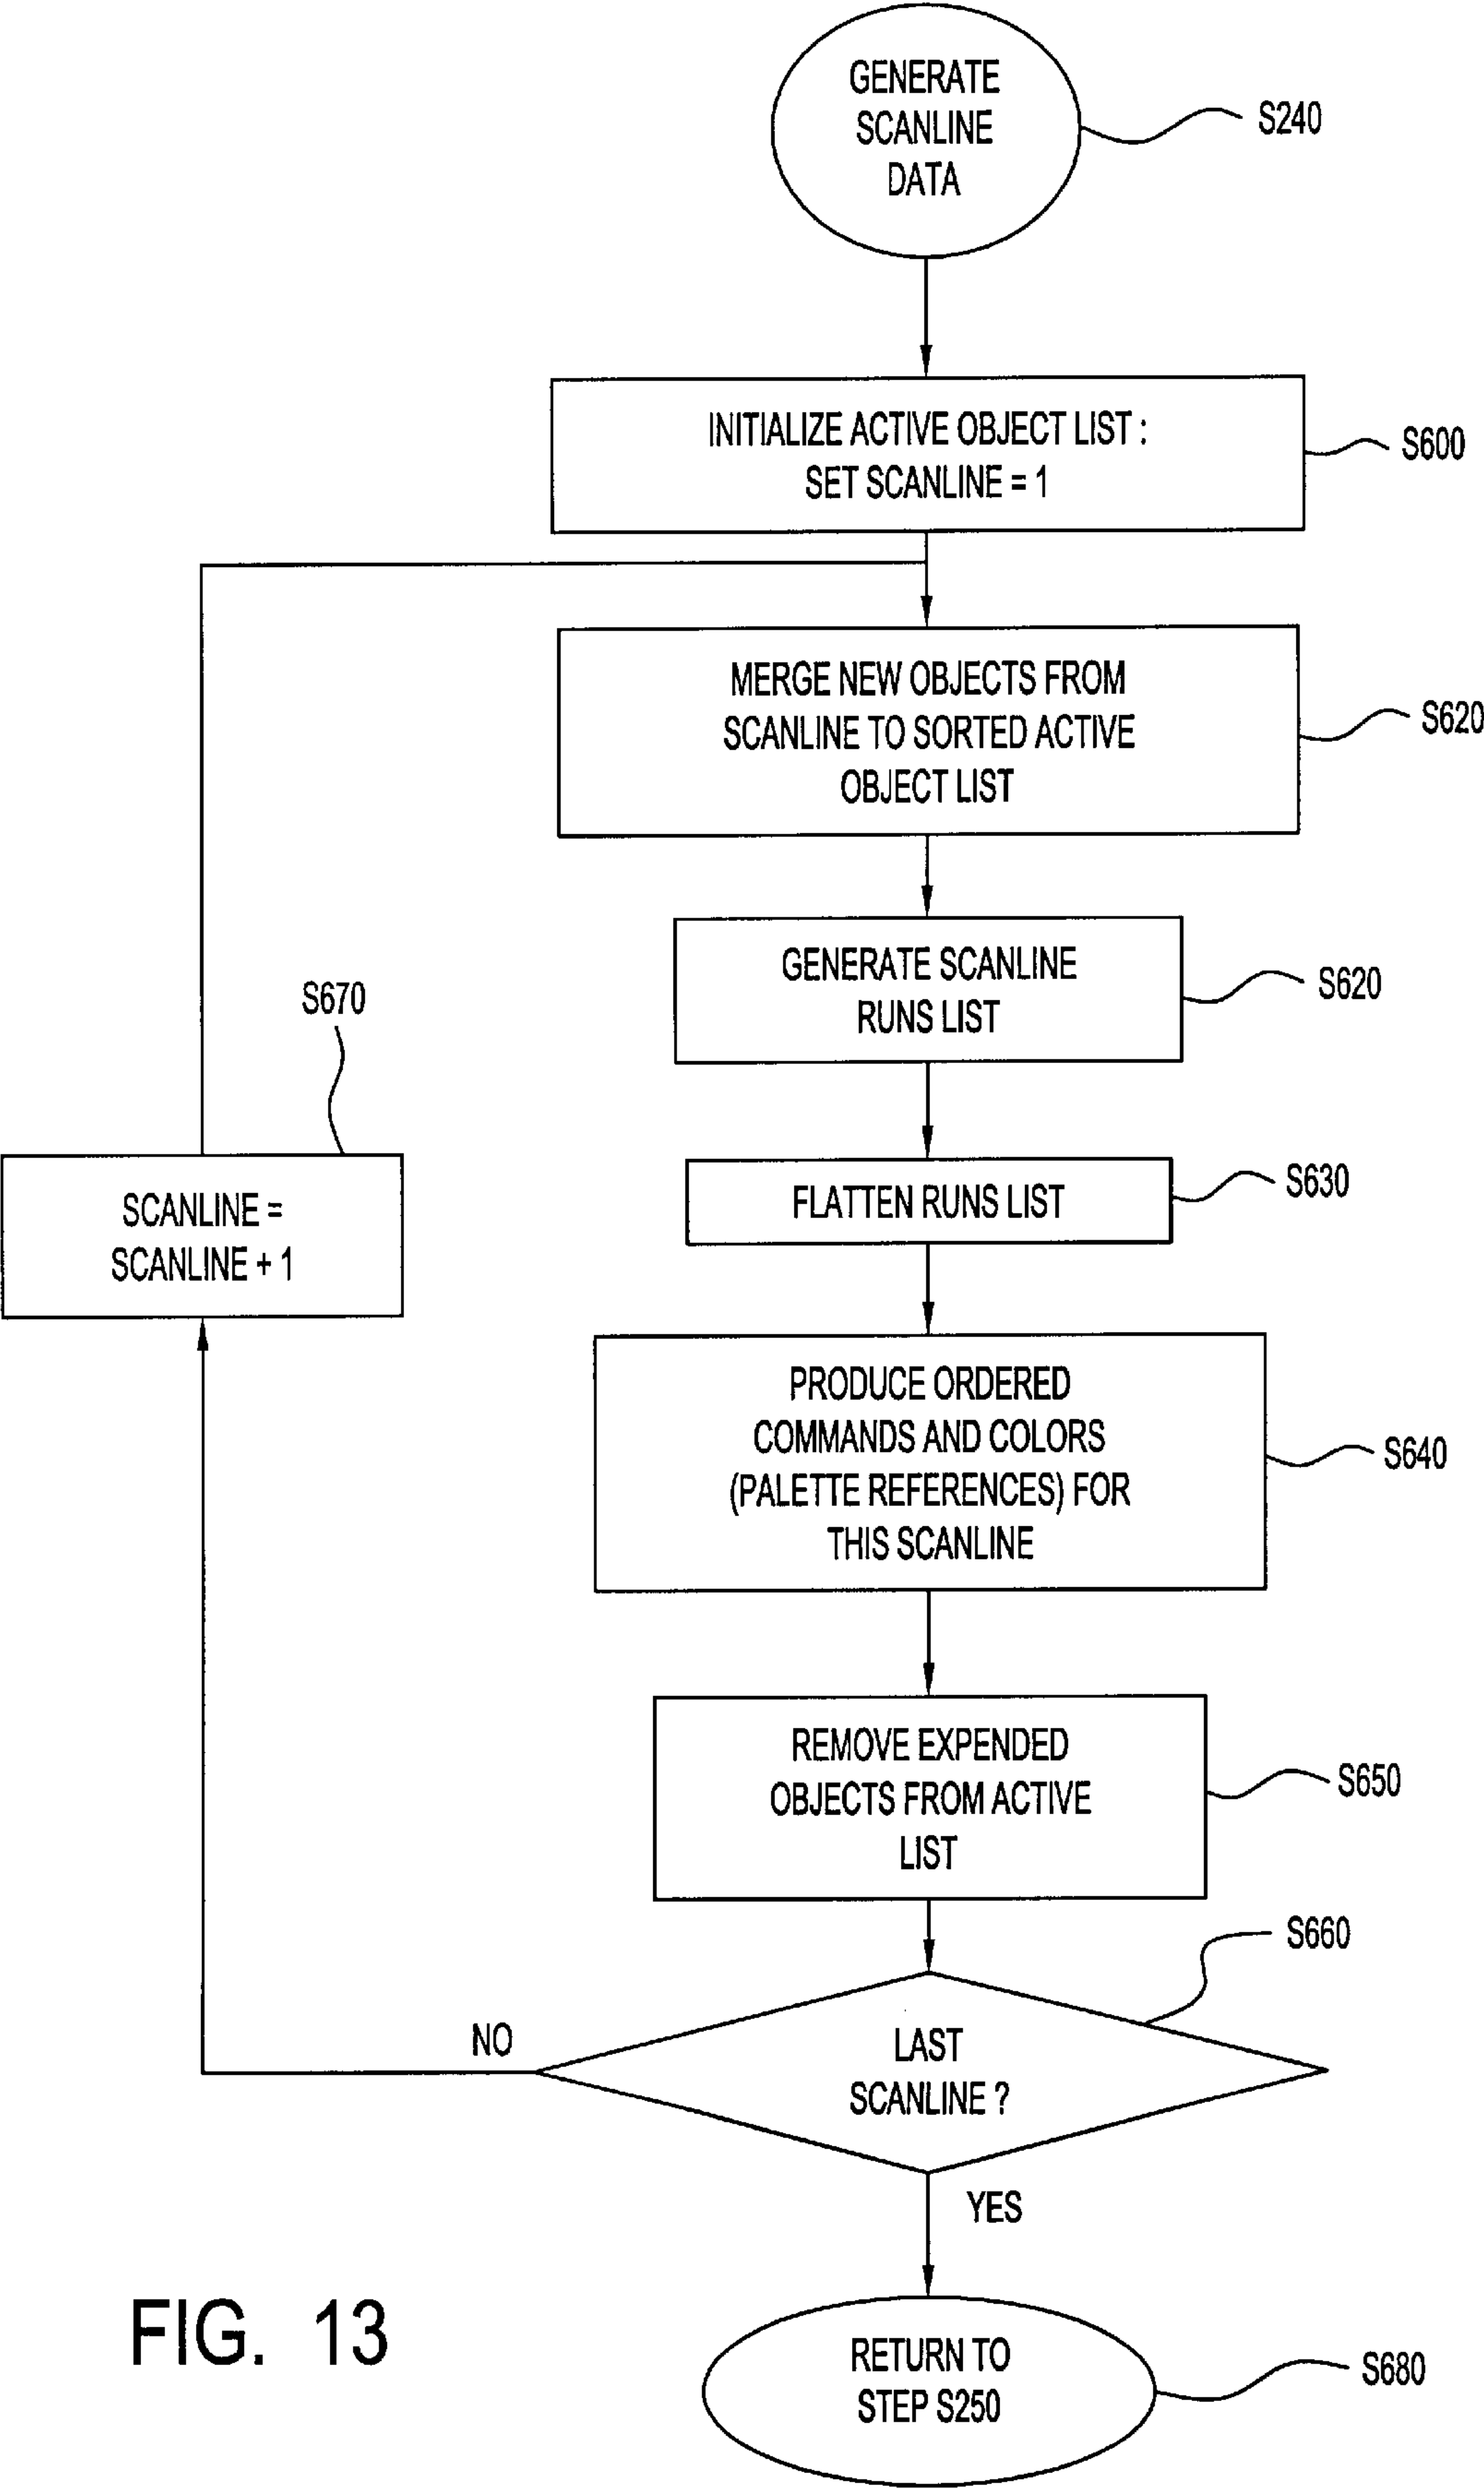 GENERATE
SCANLINE
DATA
S240
INITIALIZE ACTIVE OBJECT LIST :
SET SCANLINE = 1
S600
MERGE NEW OBJECTS FROM
SCANLINE TO SORTED ACTIVE
OBJECT LIST
S620
GENERATE SCANLINE
RUNS LIST
S620
FLATTEN RUNS LIST
S630
PRODUCE ORDERED
COMMANDS AND COLORS
(PALETTE REFERENCES) FOR
THIS SCANLINE
S640
REMOVE EXPENDED
OBJECTS FROM ACTIVE
LIST
S650
LAST
SCANLINE ?
S660
NO
S670
SCANLINE =
SCANLINE + 1
YES
RETURN TO
STEP S250
S680
FIG. 13